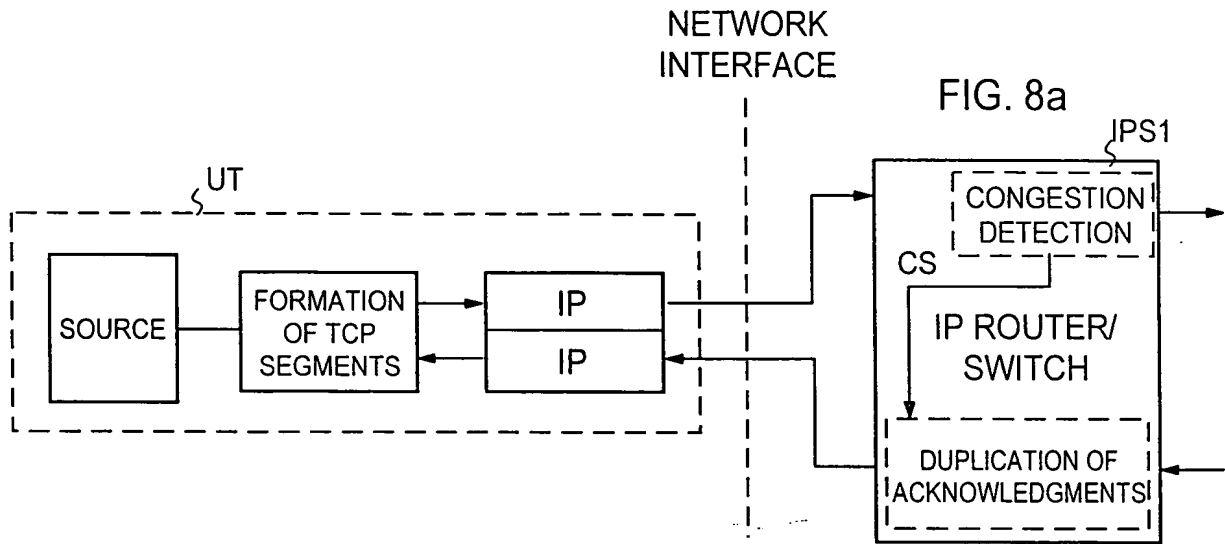 NETWORK
INTERFACE
FIG. 8a
IPS1
UT
CONGESTION
DETECTION
CS
SOURCE
FORMATION
OF TCP
SEGMENTS
IP
IP
IP ROUTER/
SWITCH
DUPLICATION OF
ACKNOWLEDGMENTS